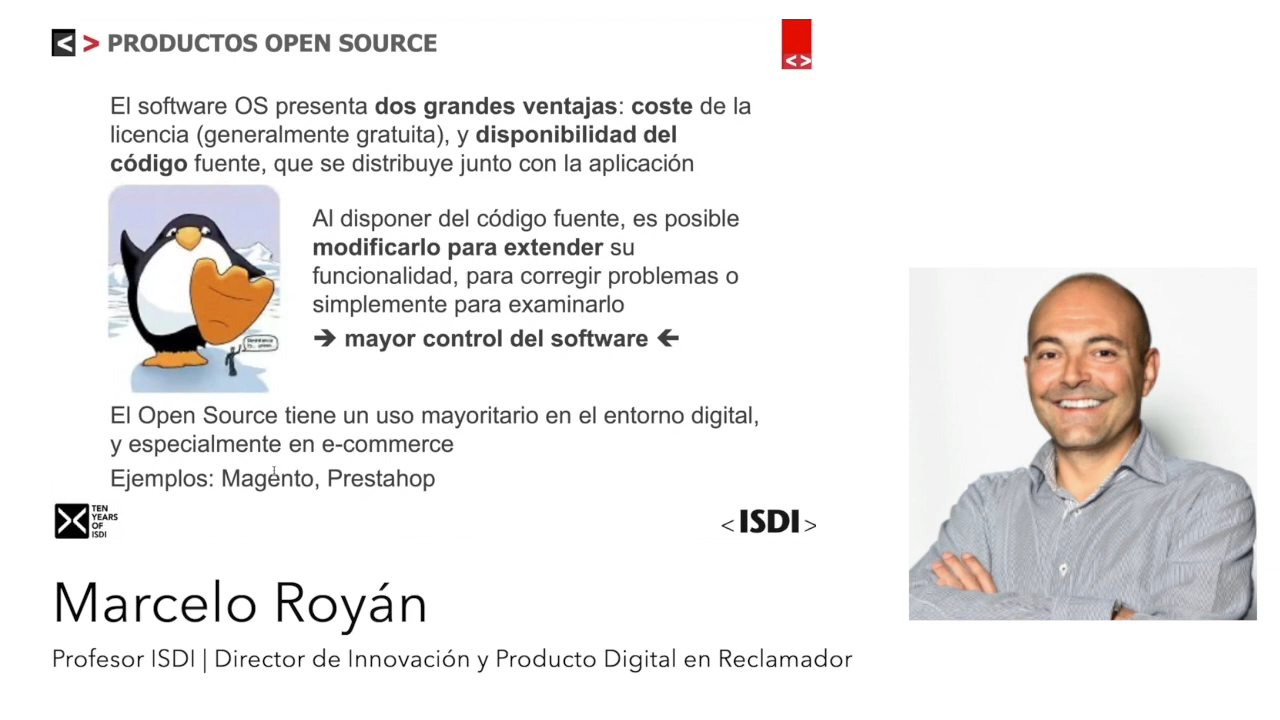 < > PRODUCTOS OPEN SOURCE
< >
El software OS presenta dos grandes ventajas: coste de la
licencia (generalmente gratuita), y disponibilidad del
código fuente, que se distribuye junto con la aplicación
Al disponer del código fuente, es posible
modificarlo para extender su
funcionalidad, para corregir problemas o
simplemente para examinarlo
➔ mayor control del software ←
El Open Source tiene un uso mayoritario en el entorno digital,
y especialmente en e-commerce
Ejemplos: Magento, Prestahop
TEN
YEARS
OF
ISDI
<ISDI>
Marcelo Royán
Profesor ISDI | Director de Innovación y Producto Digital en Reclamador